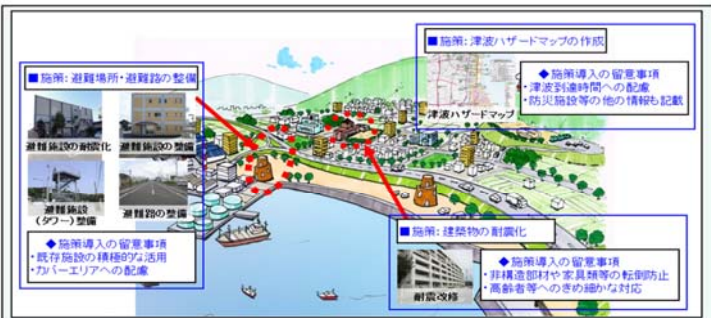 ■施策:避難場所・避難路の整備
避難施設の耐震化
避難施設の整備
避難施設
(タワー)整備
避難路の整備
◆施策導入の留意事項
・既存施設の積極的な活用
・カバーエリアへの配慮
■施策:津波ハザードマップの作成
津波ハザードマップ
◆施策導入の留意事項
・津波到達時間への配慮
・防災施設等の他の情報も記載
■施策:建築物の耐震化
耐震改修
◆施策導入の留意事項
・非構造部材や家具類等の転倒防止
・高齢者等へのきめ細かな対応